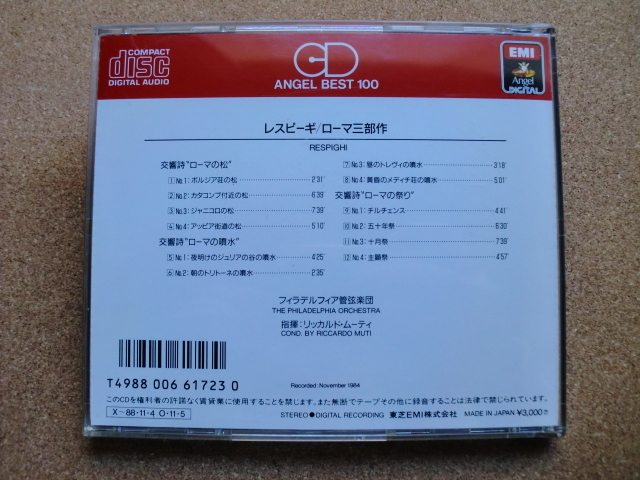 COMPACT
disc
DIGITAL AUDIO
CD
ANGEL BEST 100
EMI
Angel
DIGITAL
レスピーギ/ローマ三部作
RESPIGHI
交響詩"ローマの松"
1 No.1：ボルジア荘の松 2'31"
2 No.2：カタコンブ付近の松 6'39"
3 No.3：ジャニコロの松 7'39"
4 No.4：アッピア街道の松 5'10"
交響詩"ローマの噴水"
5 No.1：夜明けのジュリアの谷の噴水 4'25"
6 No.2：朝のトリトーネの噴水 2'35"
7 No.3：昼のトレヴィの噴水 3'18"
8 No.4：黄昏のメディチ荘の噴水 5'01"
交響詩"ローマの祭り"
9 No.1：チルチェンス 4'41"
10 No.2：五十年祭 6'30"
11 No.3：十月祭 7'39"
12 No.4：主顕祭 4'57"
フィラデルフィア管弦楽団
THE PHILADELPHIA ORCHESTRA
指揮：リッカルド・ムーティ
COND. BY RICCARDO MUTI
T4988 006 61723 0
Recorded: November 1984
このCDを権利者の許諾なく賃貸業に使用することを禁じます。また無断でテープその他に録音することは法律で禁じられています。
X-88・11・4 O・11・5
STEREO●DIGITAL RECORDING 東芝EMI株式会社 MADE IN JAPAN ¥3,000